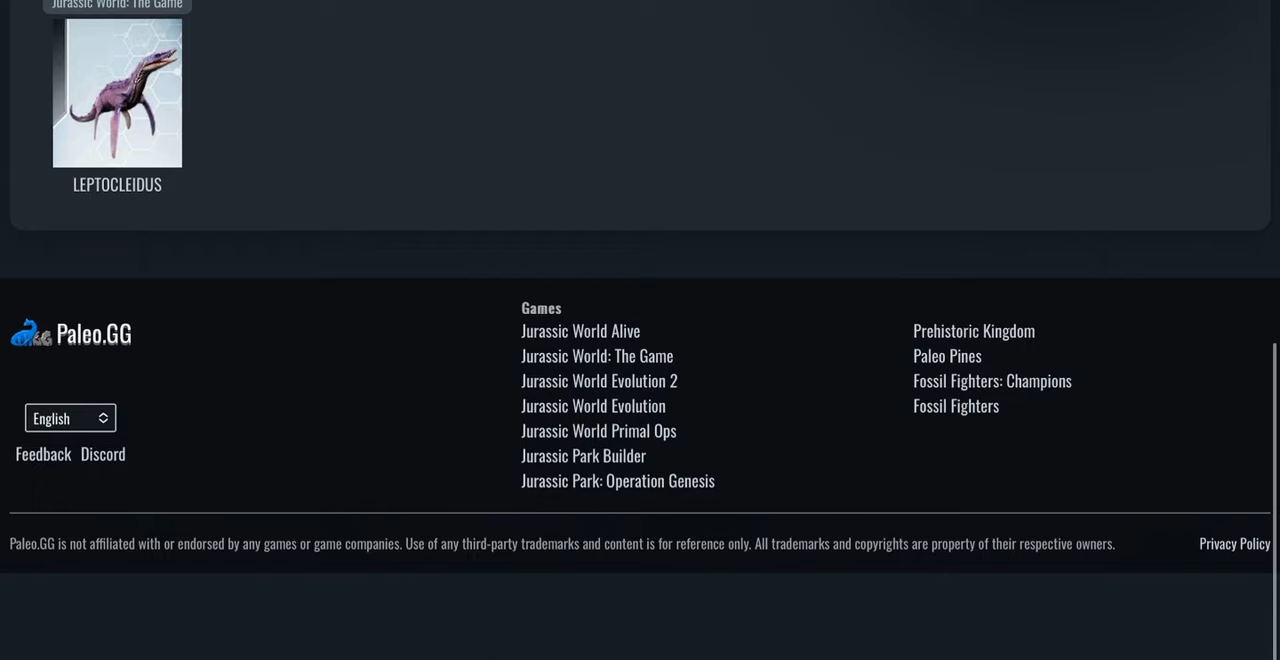 Jurassic World: The Game
LEPTOCLEIDUS
Paleo.GG
English
Feedback Discord
Games
Jurassic World Alive
Jurassic World: The Game
Jurassic World Evolution 2
Jurassic World Evolution
Jurassic World Primal Ops
Jurassic Park Builder
Jurassic Park: Operation Genesis
Prehistoric Kingdom
Paleo Pines
Fossil Fighters: Champions
Fossil Fighters
Paleo.GG is not affiliated with or endorsed by any games or game companies. Use of any third-party trademarks and content is for reference only. All trademarks and copyrights are property of their respective owners.
Privacy Policy